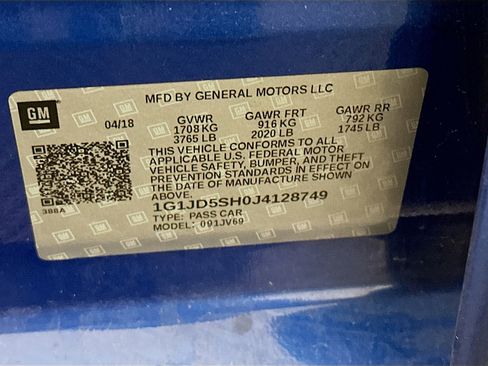 GM
MFD BY GENERAL MOTORS LLC
04/18
GVWR GAWR FRT GAWR RR
1708 KG 916 KG 792 KG
3765 LB 2020 LB 1745 LB
THIS VEHICLE CONFORMS TO ALL
APPLICABLE U.S. FEDERAL MOTOR
VEHICLE SAFETY, BUMPER, AND THEFT
PREVENTION STANDARDS IN EFFECT ON
THE DATE OF MANUFACTURE SHOWN
ABOVE.
388A
1G1JD5SH0J4128749
TYPE: PASS CAR
MODEL: 091JV69